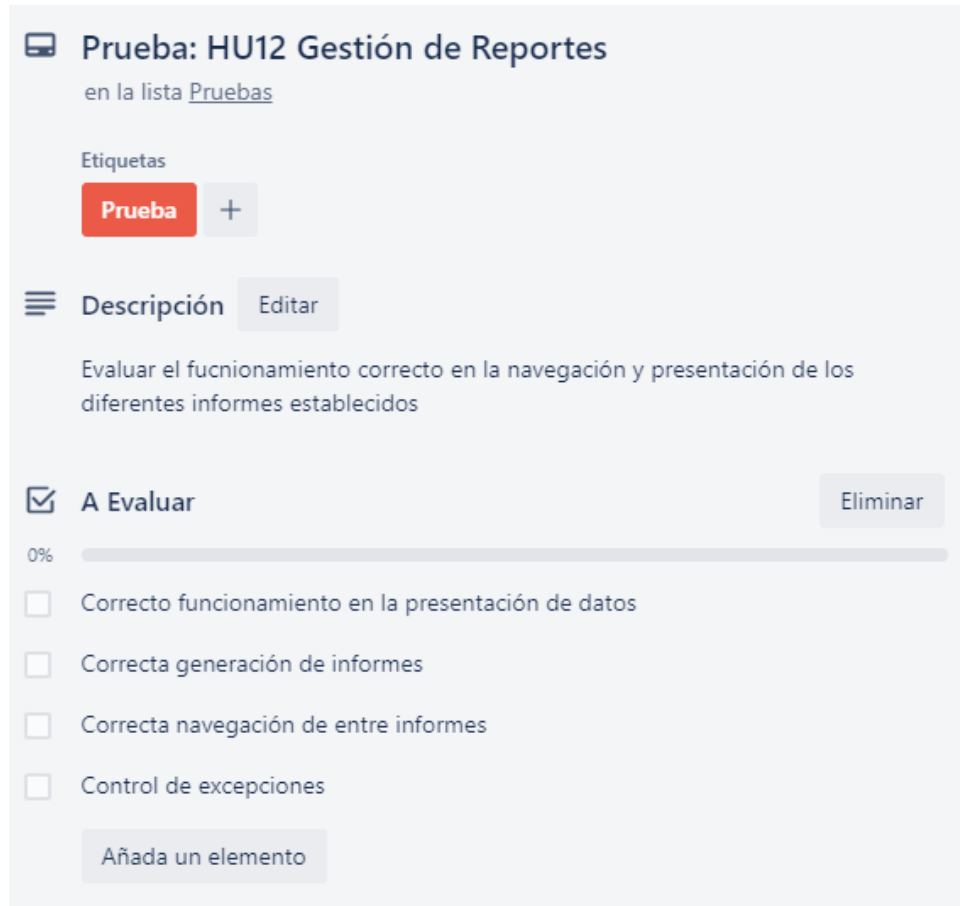 Prueba: HU12 Gestión de Reportes
en la lista Pruebas
Etiquetas
Prueba +
Descripción Editar
Evaluar el fucnionamiento correcto en la navegación y presentación de los
diferentes informes establecidos
A Evaluar Eliminar
0%
Correcto funcionamiento en la presentación de datos
Correcta generación de informes
Correcta navegación de entre informes
Control de excepciones
Añada un elemento